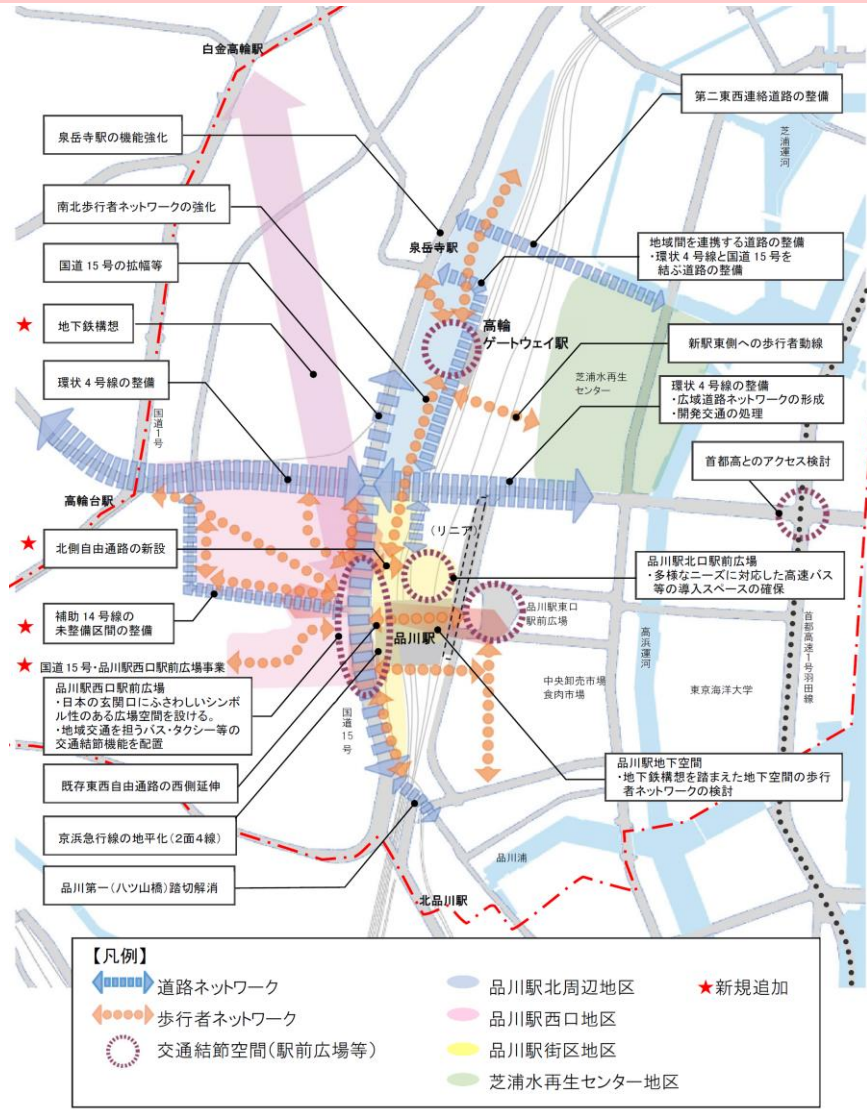 白金高輪駅
第二東西連絡道路の整備
芝浦運河
泉岳寺駅の機能強化
南北歩行者ネットワークの強化
泉岳寺駅
地域間を連携する道路の整備
・環状4号線と国道15号を
結ぶ道路の整備
国道15号の拡幅等
高輪
ゲートウェイ駅
★ 地下鉄構想
新駅東側への歩行者動線
芝浦水再生
センター
環状4号線の整備
国道1号
環状4号線の整備
・広域道路ネットワークの形成
・開発交通の処理
首都高とのアクセス検討
高輪台駅
(リニア)
★ 北側自由通路の新設
品川駅北口駅前広場
・多様なニーズに対応した高速バス
等の導入スペースの確保
★ 補助14号線の
未整備区間の整備
品川駅東口
駅前広場
品川駅
高浜運河
首都高速1号羽田線
★ 国道15号・品川駅西口駅前広場事業
中央卸売市場
食肉市場
東京海洋大学
品川駅西口駅前広場
・日本の玄関口にふさわしいシンボ
ル性のある広場空間を設ける。
・地域交通を担うバス・タクシー等の
交通結節機能を配置
国道15号
品川駅地下空間
・地下鉄構想を踏まえた地下空間の歩行
者ネットワークの検討
既存東西自由通路の西側延伸
京浜急行線の地平化(2面4線)
品川浦
品川第一(八ツ山橋)踏切解消
北品川駅
【凡例】
道路ネットワーク
歩行者ネットワーク
交通結節空間(駅前広場等)
品川駅北周辺地区
品川駅西口地区
品川駅街区地区
芝浦水再生センター地区
★新規追加